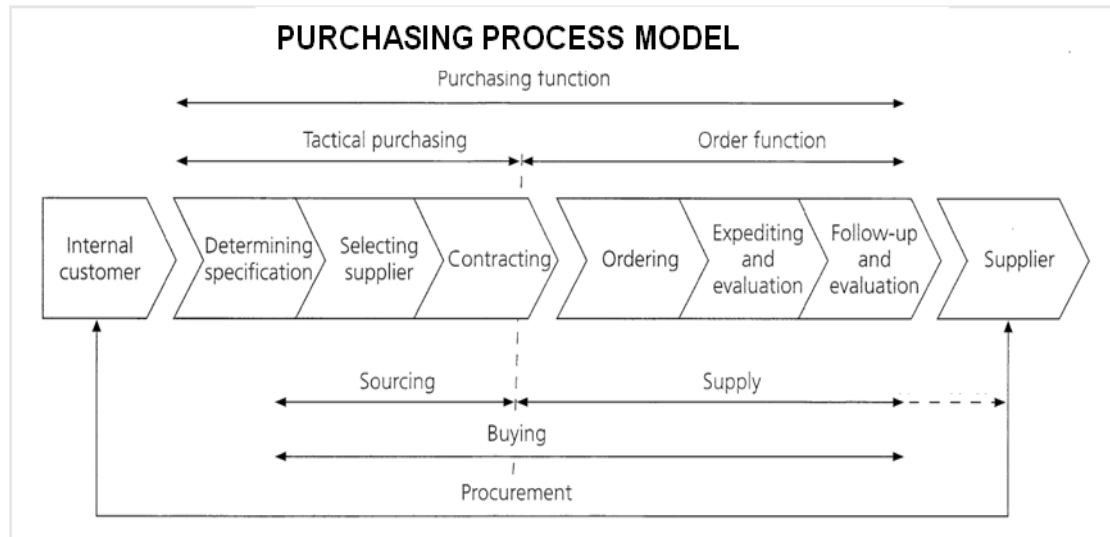 PURCHASING PROCESS MODEL
Purchasing function
Tactical purchasing
Order function
Internal
customer
Determining
specification
Selecting
supplier
Contracting
Ordering
Expediting
and
evaluation
Follow-up
and
evaluation
Supplier
Sourcing
Supply
Buying
Procurement